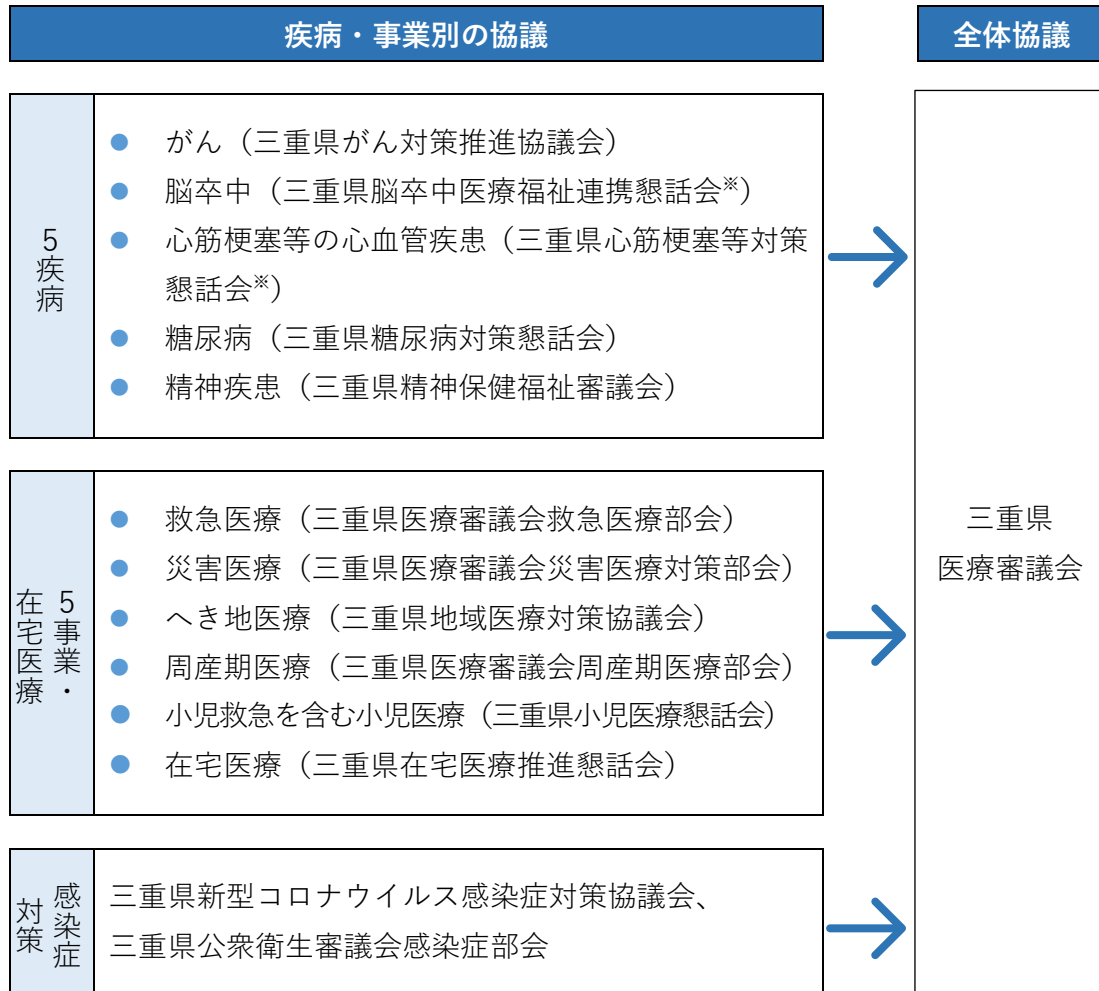 疾病・事業別の協議
全体協議
5疾病
● がん（三重県がん対策推進協議会）
● 脳卒中（三重県脳卒中医療福祉連携懇話会※）
● 心筋梗塞等の心血管疾患（三重県心筋梗塞等対策
懇話会※）
● 糖尿病（三重県糖尿病対策懇話会）
● 精神疾患（三重県精神保健福祉審議会）
5事業・
在宅医療
● 救急医療（三重県医療審議会救急医療部会）
● 災害医療（三重県医療審議会災害医療対策部会）
● へき地医療（三重県地域医療対策協議会）
● 周産期医療（三重県医療審議会周産期医療部会）
● 小児救急を含む小児医療（三重県小児医療懇話会）
● 在宅医療（三重県在宅医療推進懇話会）
感染症
対策
三重県新型コロナウイルス感染症対策協議会、
三重県公衆衛生審議会感染症部会
三重県
医療審議会